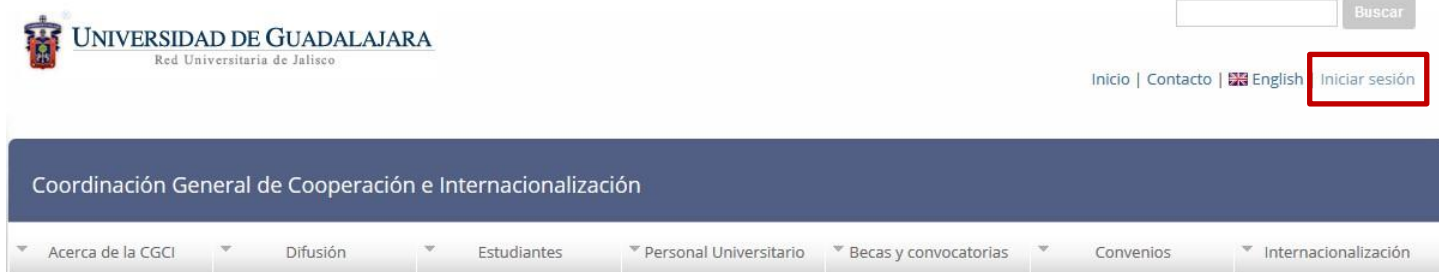 Buscar
UNIVERSIDAD DE GUADALAJARA
Red Universitaria de Jalisco
Inicio | Contacto | English | Iniciar sesión
Coordinación General de Cooperación e Internacionalización
Acerca de la CGCI Difusión Estudiantes Personal Universitario Becas y convocatorias Convenios Internacionalización